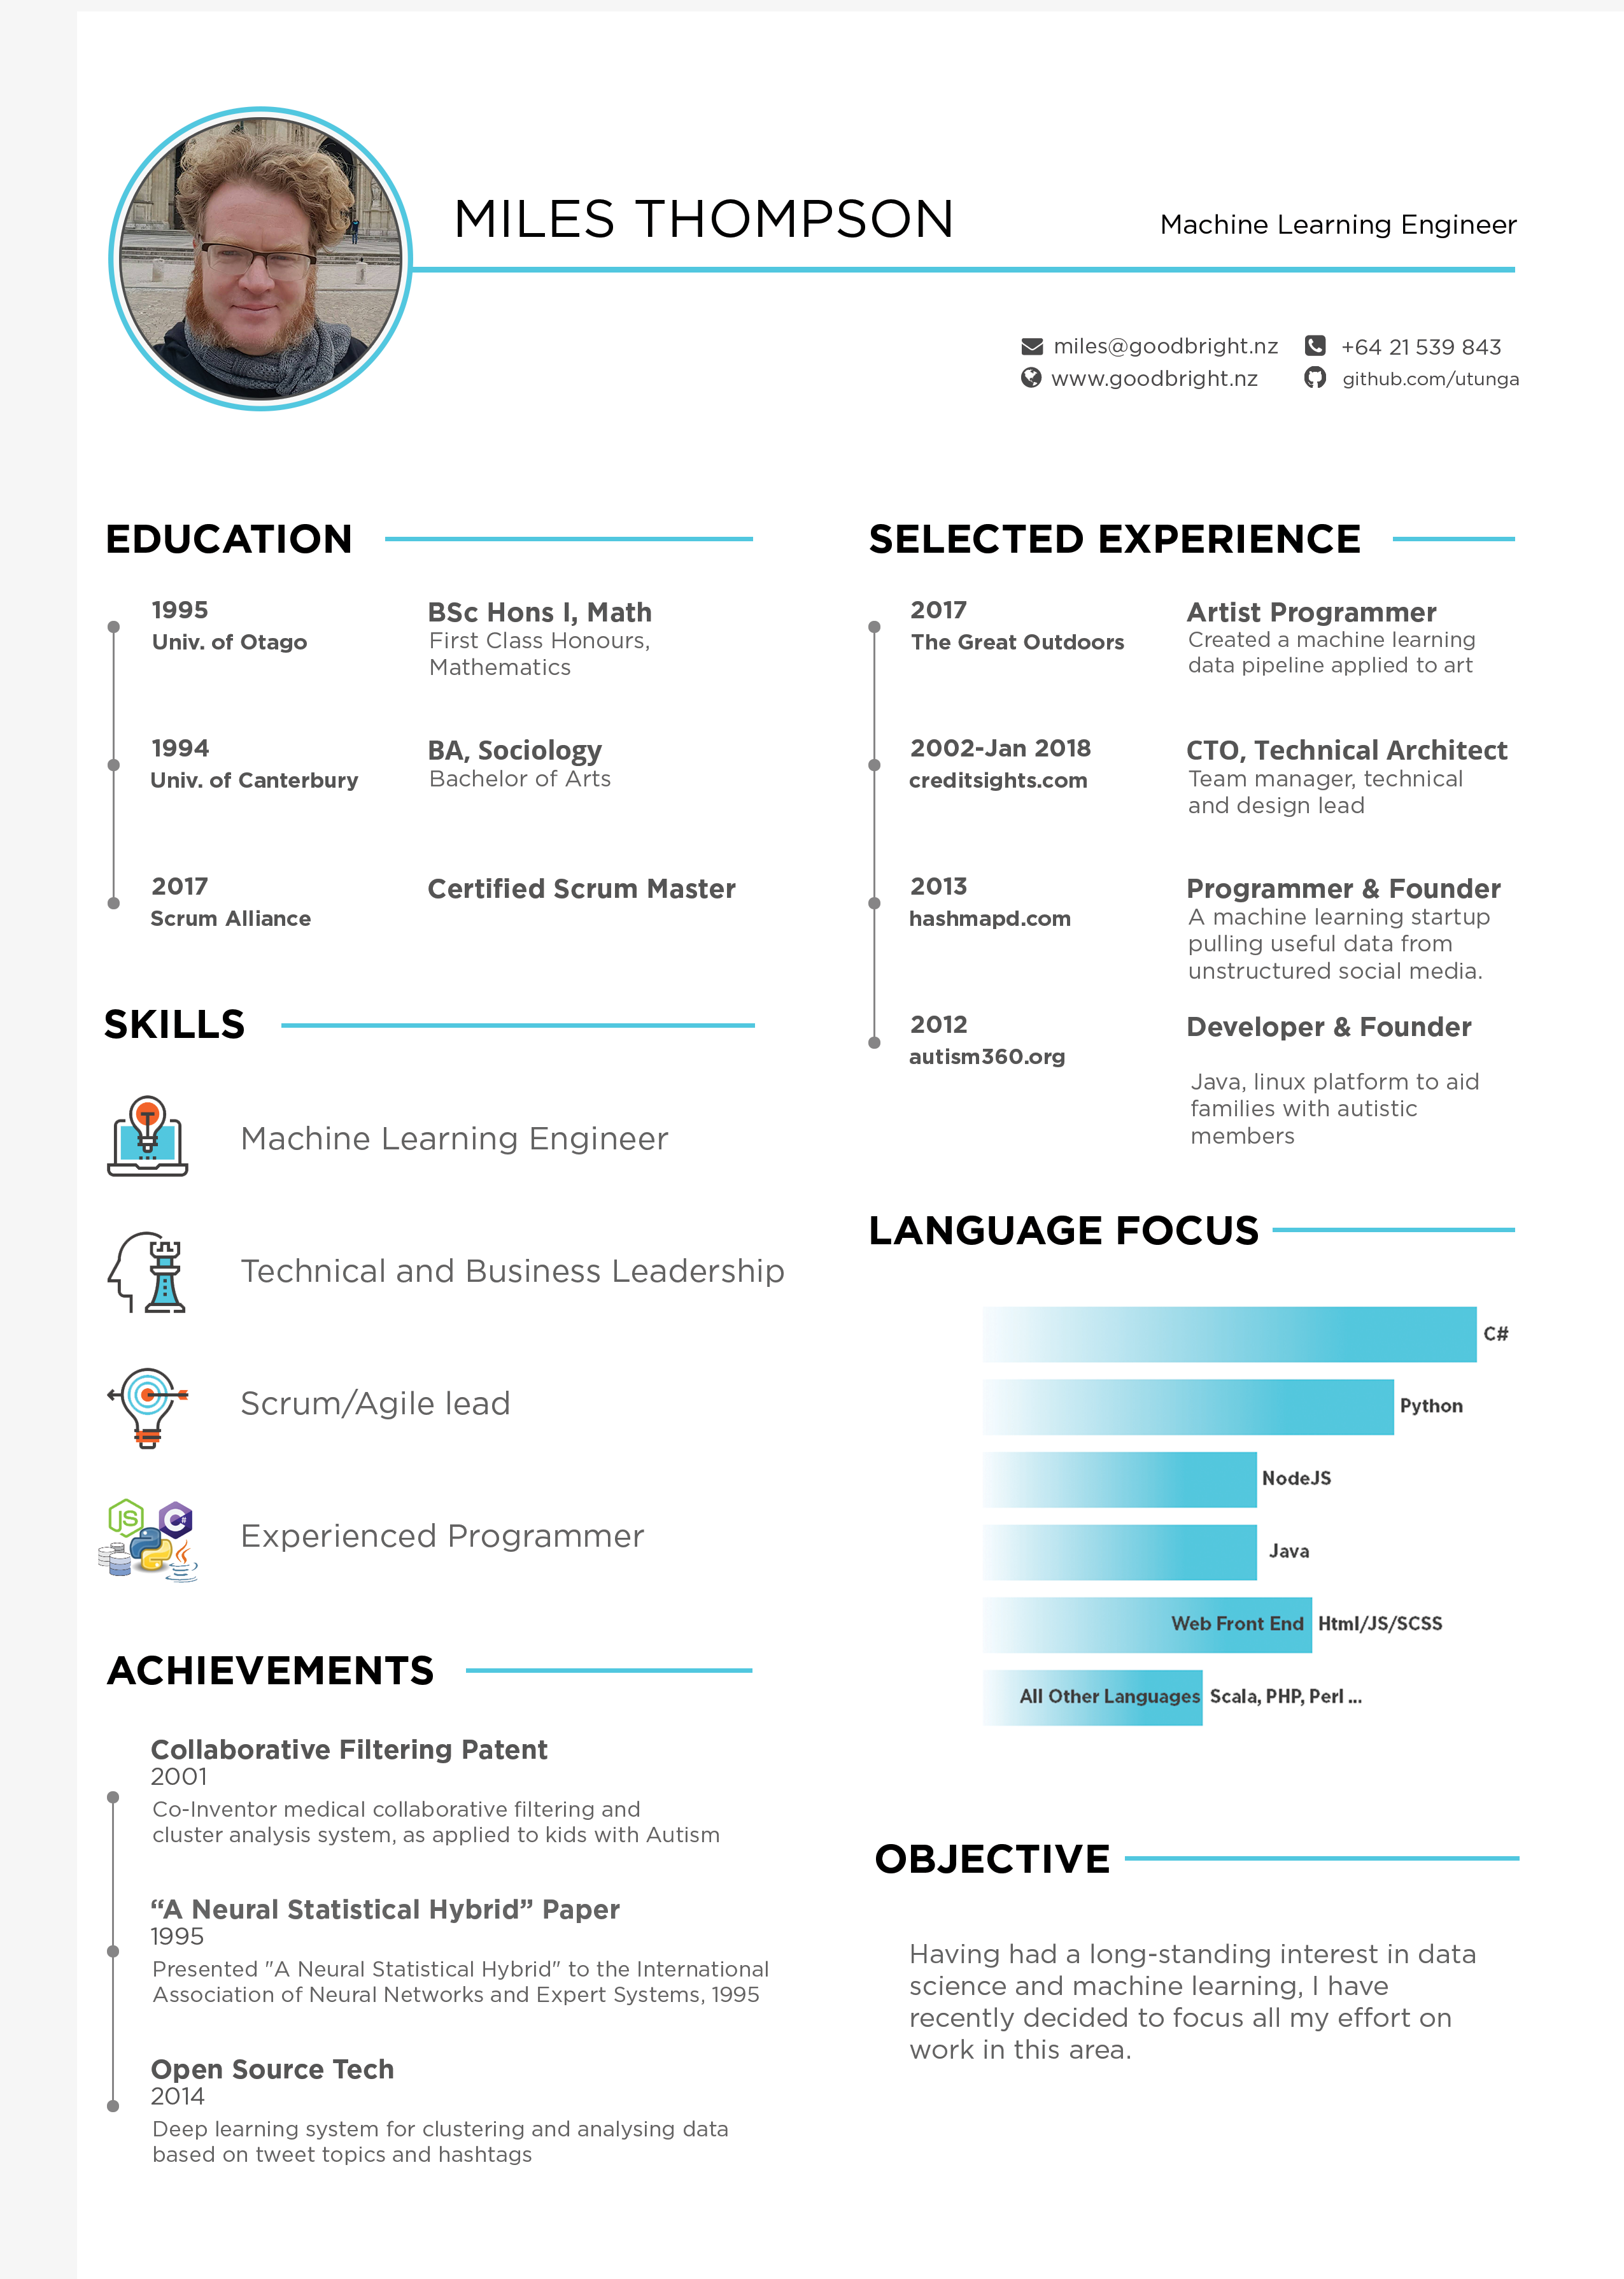 MILES THOMPSON
Machine Learning Engineer
miles@goodbright.nz
+64 21 539 843
www.goodbright.nz
github.com/utunga
EDUCATION
1995
Univ. of Otago
BSc Hons I, Math
First Class Honours,
Mathematics
1994
Univ. of Canterbury
BA, Sociology
Bachelor of Arts
2017
Scrum Alliance
Certified Scrum Master
SKILLS
Machine Learning Engineer
Technical and Business Leadership
Scrum/Agile lead
JS
C#
Experienced Programmer
ACHIEVEMENTS
Collaborative Filtering Patent
2001
Co-Inventor medical collaborative filtering and
cluster analysis system, as applied to kids with Autism
“A Neural Statistical Hybrid” Paper
1995
Presented "A Neural Statistical Hybrid" to the International
Association of Neural Networks and Expert Systems, 1995
Open Source Tech
2014
Deep learning system for clustering and analysing data
based on tweet topics and hashtags
SELECTED EXPERIENCE
2017
The Great Outdoors
Artist Programmer
Created a machine learning
data pipeline applied to art
2002-Jan 2018
creditsights.com
CTO, Technical Architect
Team manager, technical
and design lead
2013
hashmapd.com
Programmer & Founder
A machine learning startup
pulling useful data from
unstructured social media.
2012
autism360.org
Developer & Founder
Java, linux platform to aid
families with autistic
members
LANGUAGE FOCUS
C#
Python
NodeJS
Java
Web Front End Html/JS/SCSS
All Other Languages Scala, PHP, Perl ...
OBJECTIVE
Having had a long-standing interest in data
science and machine learning, I have
recently decided to focus all my effort on
work in this area.